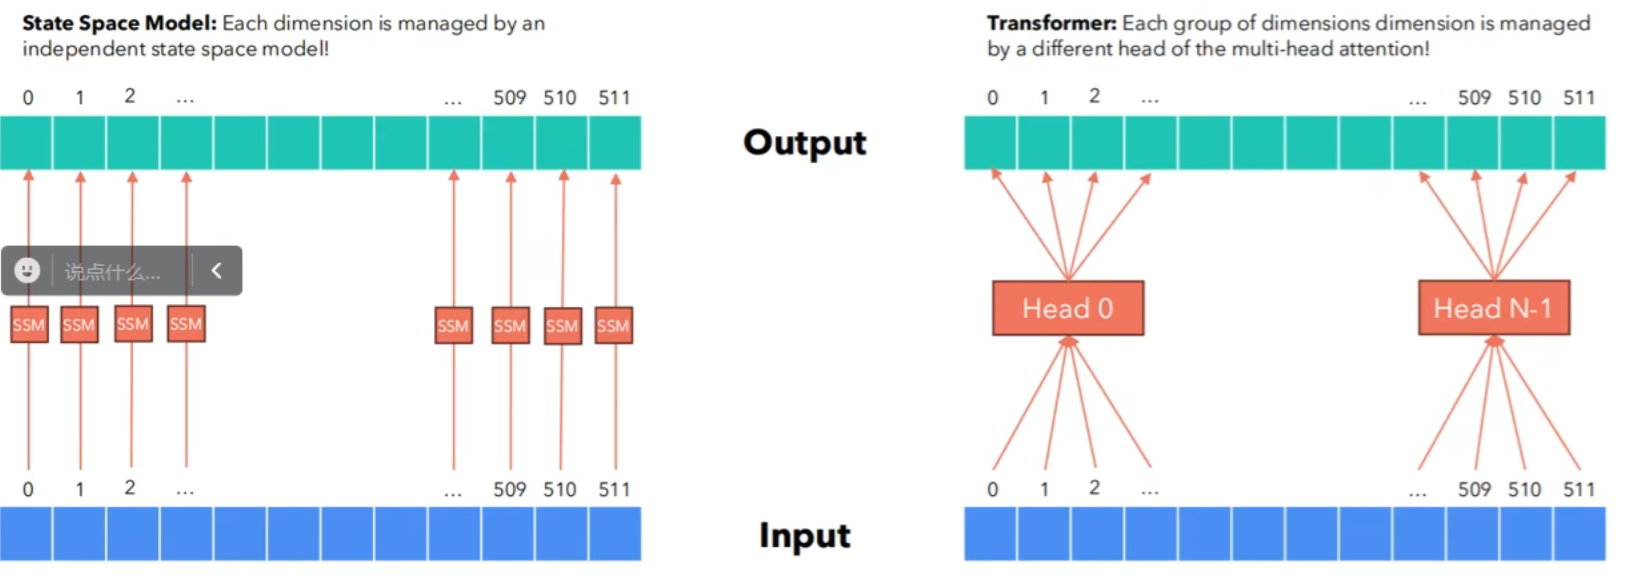 State Space Model: Each dimension is managed by an
independent state space model!
0 1 2 ... ... 509 510 511
说点什么...
SSM SSM SSM SSM SSM SSM SSM SSM
0 1 2 ... ... 509 510 511
Output
Input
Transformer: Each group of dimensions dimension is managed
by a different head of the multi-head attention!
0 1 2 ... ... 509 510 511
Head 0 Head N-1
0 1 2 ... ... 509 510 511